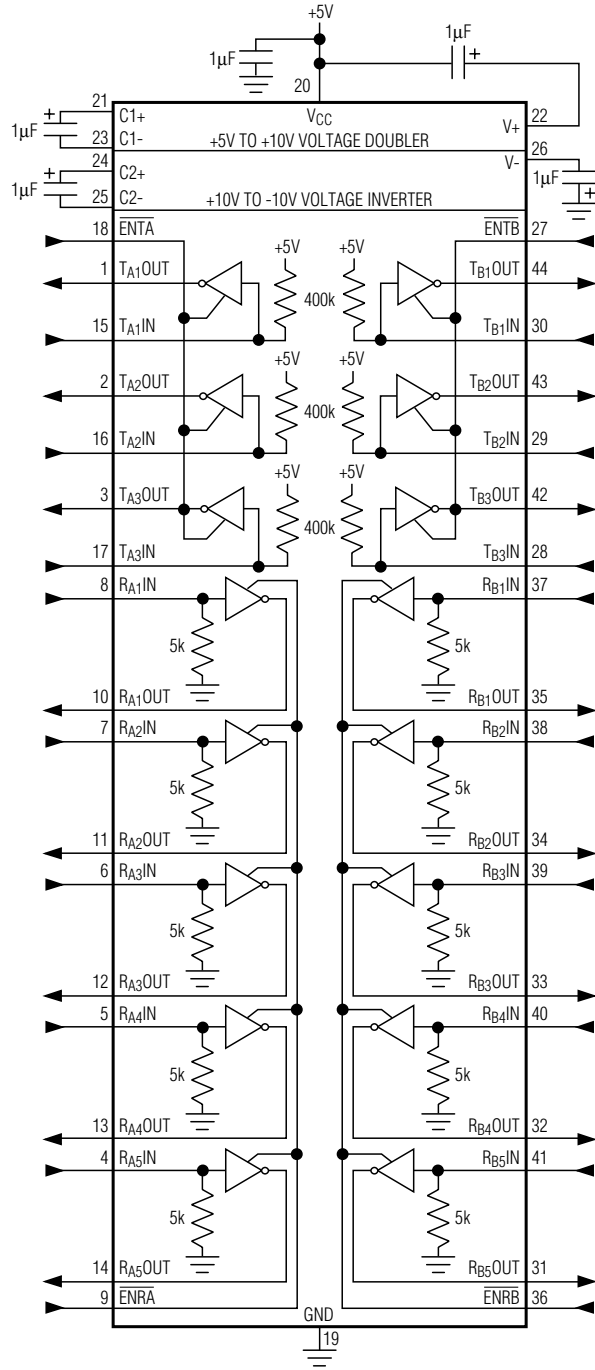 +5V
1μF
1μF
+
20
21
C1+
VCC
22
V+
+
1μF
23
C1-
+5V TO +10V VOLTAGE DOUBLER
24
C2+
V-
26
+
1μF
25
C2-
+10V TO -10V VOLTAGE INVERTER
1μF
+
18
ENTA
ENTB
27
+5V
+5V
1
TA1OUT
TB1OUT
44
400k
15
TA1IN
TB1IN
30
+5V
+5V
2
TA2OUT
TB2OUT
43
400k
16
TA2IN
TB2IN
29
+5V
+5V
3
TA3OUT
TB3OUT
42
400k
17
TA3IN
TB3IN
28
8
RA1IN
RB1IN
37
5k
5k
10
RA1OUT
RB1OUT
35
7
RA2IN
RB2IN
38
5k
5k
11
RA2OUT
RB2OUT
34
6
RA3IN
RB3IN
39
5k
5k
12
RA3OUT
RB3OUT
33
5
RA4IN
RB4IN
40
5k
5k
13
RA4OUT
RB4OUT
32
4
RA5IN
RB5IN
41
5k
5k
14
RA5OUT
RB5OUT
31
9
ENRA
ENRB
36
GND
19